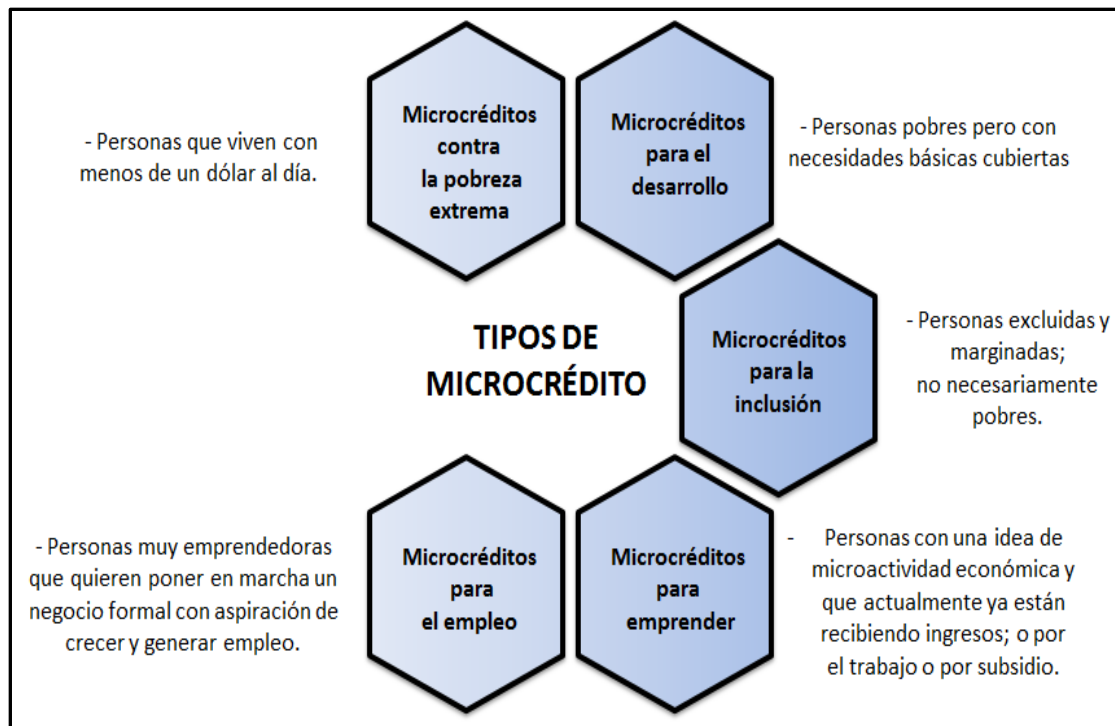 - Personas que viven con
menos de un dólar al día.
Microcréditos
contra
la pobreza
extrema
Microcréditos
para el
desarrollo
- Personas pobres pero con
necesidades básicas cubiertas
TIPOS DE
MICROCRÉDITO
Microcréditos
para la
inclusión
- Personas excluidas y
marginadas;
no necesariamente
pobres.
- Personas muy emprendedoras
que quieren poner en marcha un
negocio formal con aspiración de
crecer y generar empleo.
Microcréditos
para
el empleo
Microcréditos
para
emprender
- Personas con una idea de
microactividad económica y
que actualmente ya están
recibiendo ingresos; o por
el trabajo o por subsidio.